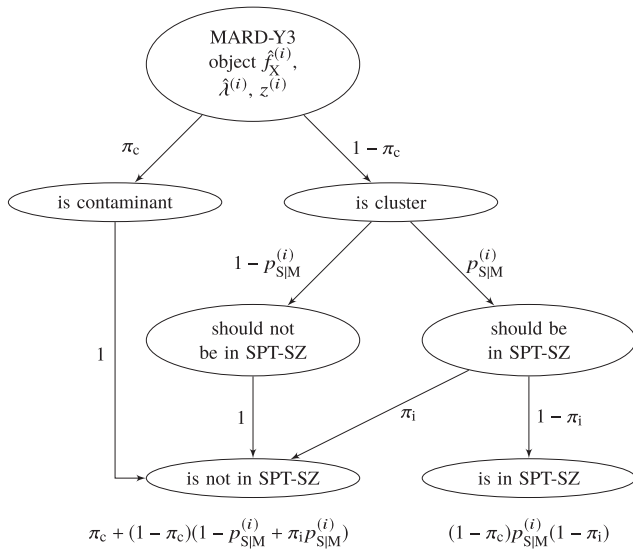 MARD-Y3
object f̂_X^(i),
λ̂^(i), z^(i)
π_c
1 − π_c
is contaminant
is cluster
1 − p_S|M^(i)
p_S|M^(i)
should not
be in SPT-SZ
should be
in SPT-SZ
1
1
π_i
1 − π_i
is not in SPT-SZ
is in SPT-SZ
π_c + (1 − π_c)(1 − p_S|M^(i) + π_i p_S|M^(i))
(1 − π_c)p_S|M^(i)(1 − π_i)